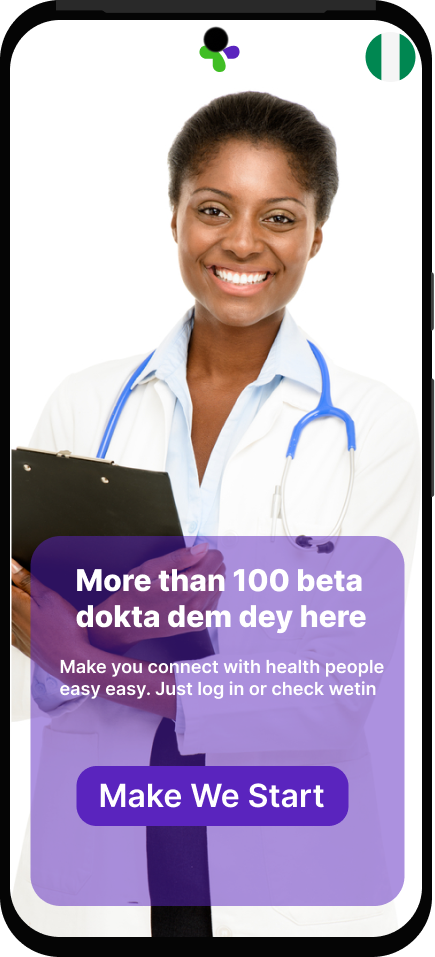 More than 100 beta
dokta dem dey here
Make you connect with health people
easy easy. Just log in or check wetin
Make We Start